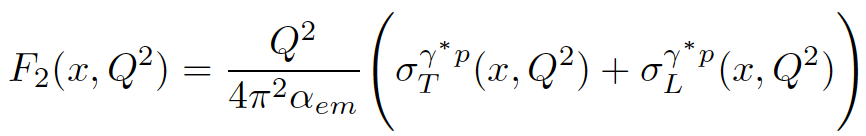 F_2(x, Q^2) = \frac{Q^2}{4\pi^2\alpha_{em}} \left( \sigma_T^{\gamma^* p}(x, Q^2) + \sigma_L^{\gamma^* p}(x, Q^2) \right)